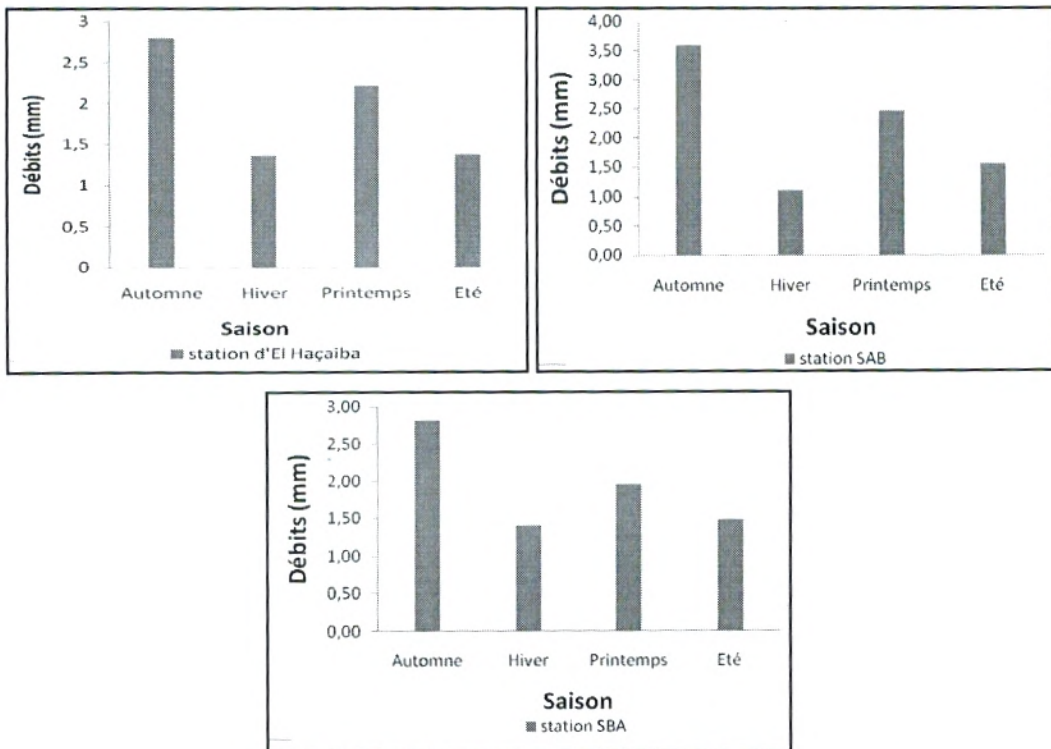 3
2,5
2
1,5
1
0,5
0
Débits (mm)
Automne Hiver Printemps Eté
Saison
station d'El Haçaiba
4,00
3,50
3,00
2,50
2,00
1,50
1,00
0,50
0,00
Débits (mm)
Automne Hiver Printemps Eté
Saison
station SAB
3,00
2,50
2,00
1,50
1,00
0,50
0,00
Débits (mm)
Automne Hiver Printemps Eté
Saison
station SBA